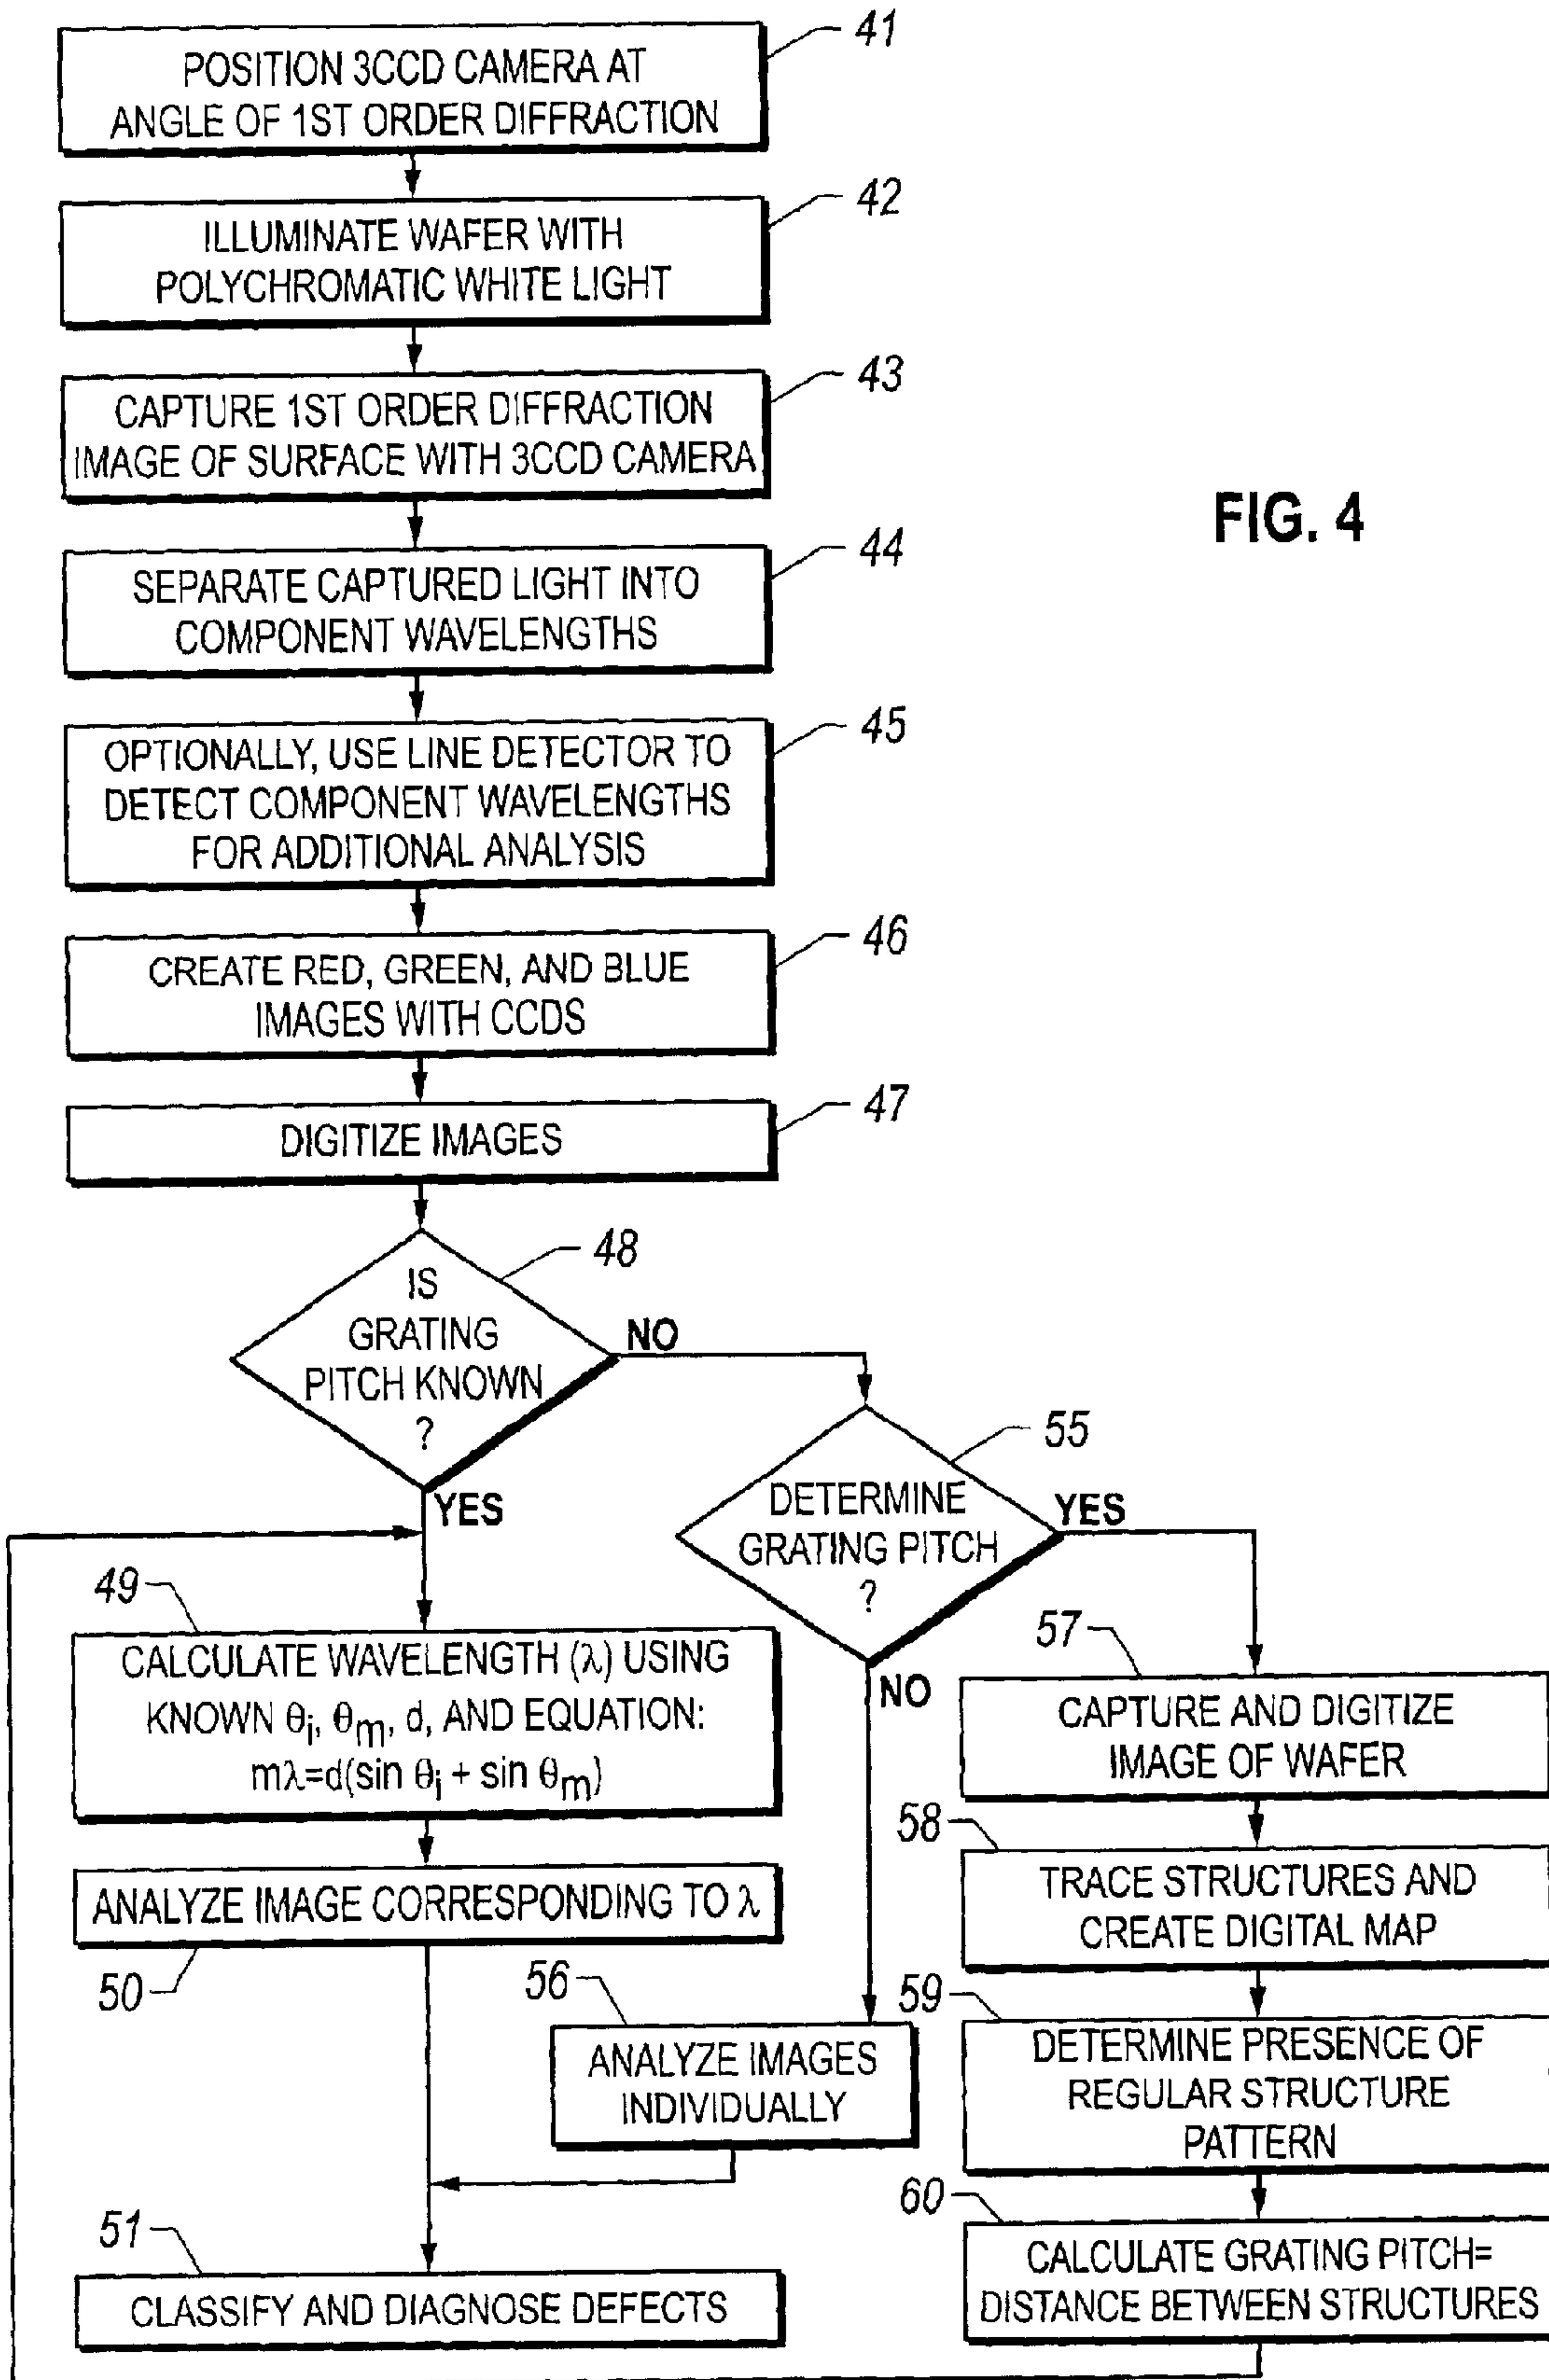 41
POSITION 3CCD CAMERA AT
ANGLE OF 1ST ORDER DIFFRACTION
42
ILLUMINATE WAFER WITH
POLYCHROMATIC WHITE LIGHT
43
CAPTURE 1ST ORDER DIFFRACTION
IMAGE OF SURFACE WITH 3CCD CAMERA
FIG. 4
44
SEPARATE CAPTURED LIGHT INTO
COMPONENT WAVELENGTHS
45
OPTIONALLY, USE LINE DETECTOR TO
DETECT COMPONENT WAVELENGTHS
FOR ADDITIONAL ANALYSIS
46
CREATE RED, GREEN, AND BLUE
IMAGES WITH CCDS
47
DIGITIZE IMAGES
48
IS
GRATING
PITCH KNOWN
?
NO
YES
55
DETERMINE
GRATING PITCH
?
YES
NO
49
CALCULATE WAVELENGTH (λ) USING
KNOWN θi, θm, d, AND EQUATION:
mλ=d(sin θi + sin θm)
50
ANALYZE IMAGE CORRESPONDING TO λ
56
ANALYZE IMAGES
INDIVIDUALLY
57
CAPTURE AND DIGITIZE
IMAGE OF WAFER
58
TRACE STRUCTURES AND
CREATE DIGITAL MAP
59
DETERMINE PRESENCE OF
REGULAR STRUCTURE
PATTERN
60
CALCULATE GRATING PITCH=
DISTANCE BETWEEN STRUCTURES
51
CLASSIFY AND DIAGNOSE DEFECTS